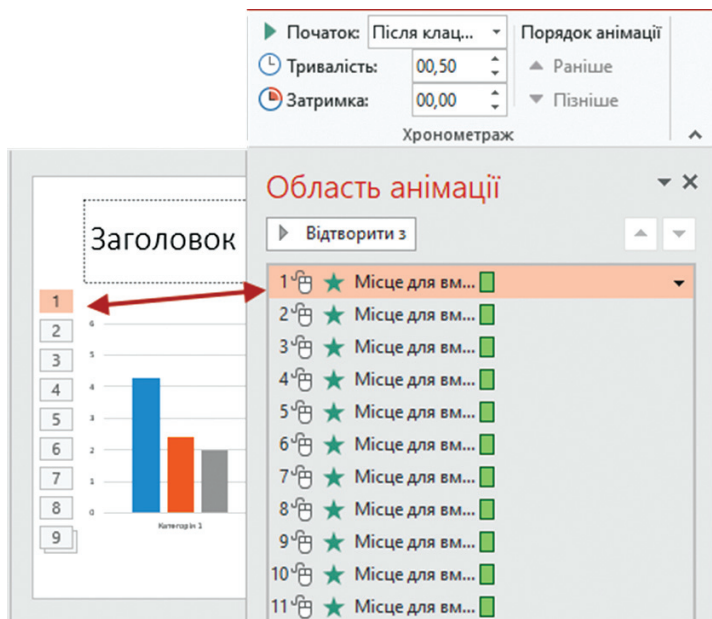 Початок: Після клац...
Порядок анімації
Тривалість: 00,50
Раніше
Затримка: 00,00
Пізніше
Хронометраж
Область анімації
Відтворити з
1 Місце для вм...
2 Місце для вм...
3 Місце для вм...
4 Місце для вм...
5 Місце для вм...
6 Місце для вм...
7 Місце для вм...
8 Місце для вм...
9 Місце для вм...
10 Місце для вм...
11 Місце для вм...
Заголовок
1
2
3
4
5
6
7
8
9
6
5
4
3
2
1
0
Категорія 1